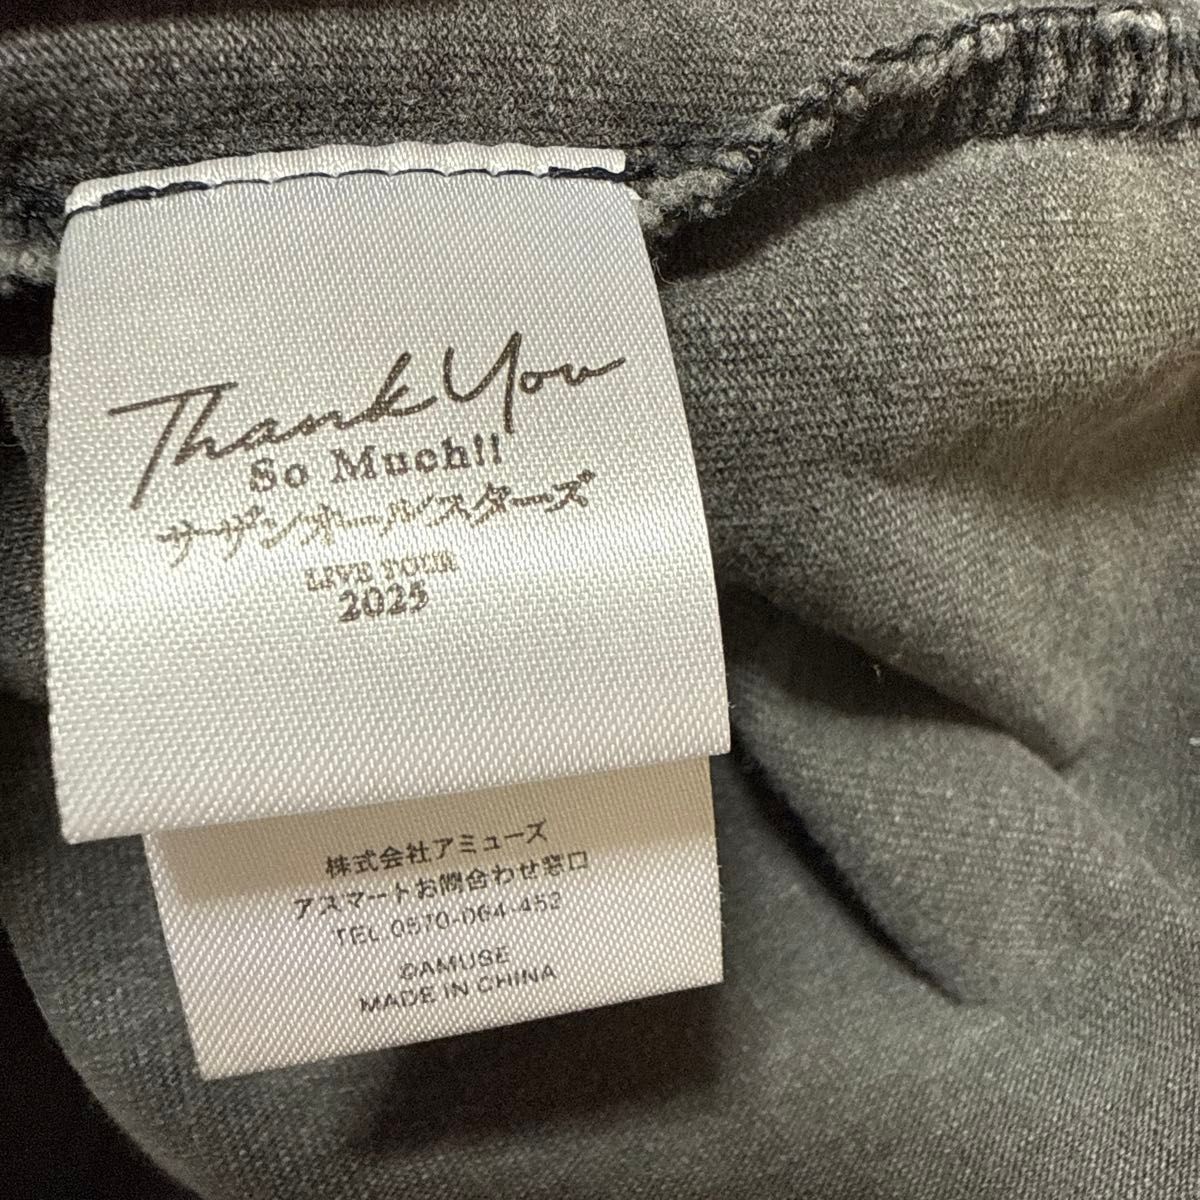 Thank You
So Much!!
サザンオールスターズ
LIVE TOUR
2025
株式会社アミューズ
アスマートお問合わせ窓口
TEL.0570-064-452
©AMUSE
MADE IN CHINA